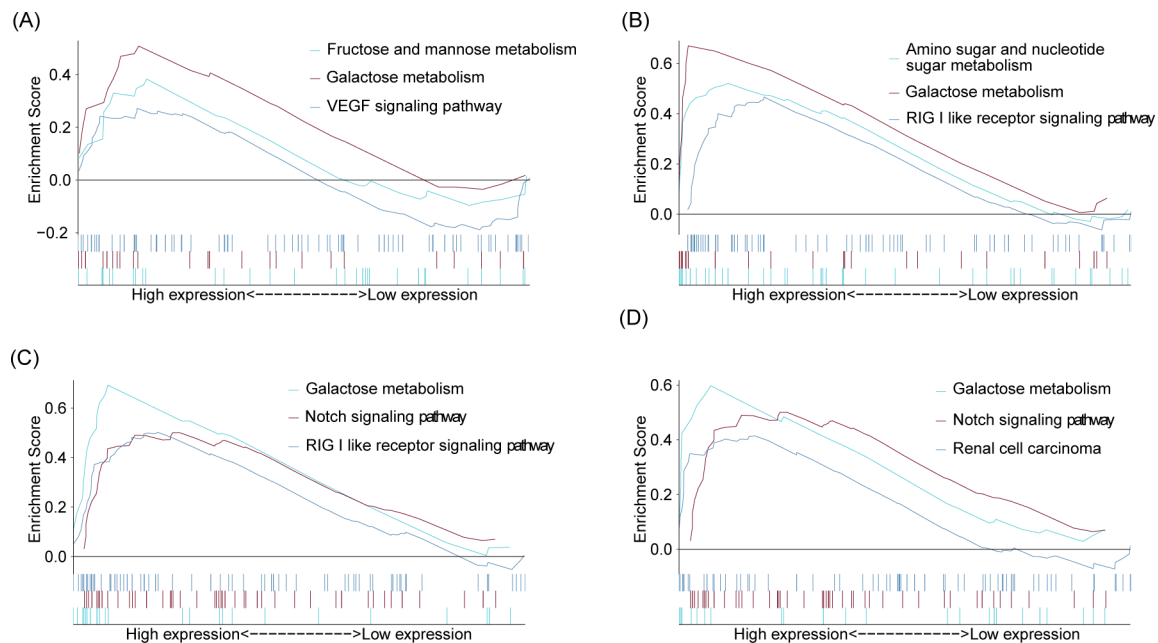 (A)
Enrichment Score
0.4
0.2
0.0
−0.2
Fructose and mannose metabolism
Galactose metabolism
VEGF signaling pathway
High expression<------------->Low expression
(B)
Enrichment Score
0.6
0.4
0.2
0.0
Amino sugar and nucleotide
sugar metabolism
Galactose metabolism
RIG I like receptor signaling pathway
High expression<------------->Low expression
(C)
Enrichment Score
0.6
0.4
0.2
0.0
Galactose metabolism
Notch signaling pathway
RIG I like receptor signaling pathway
High expression<------------->Low expression
(D)
Enrichment Score
0.6
0.4
0.2
0.0
Galactose metabolism
Notch signaling pathway
Renal cell carcinoma
High expression<------------->Low expression